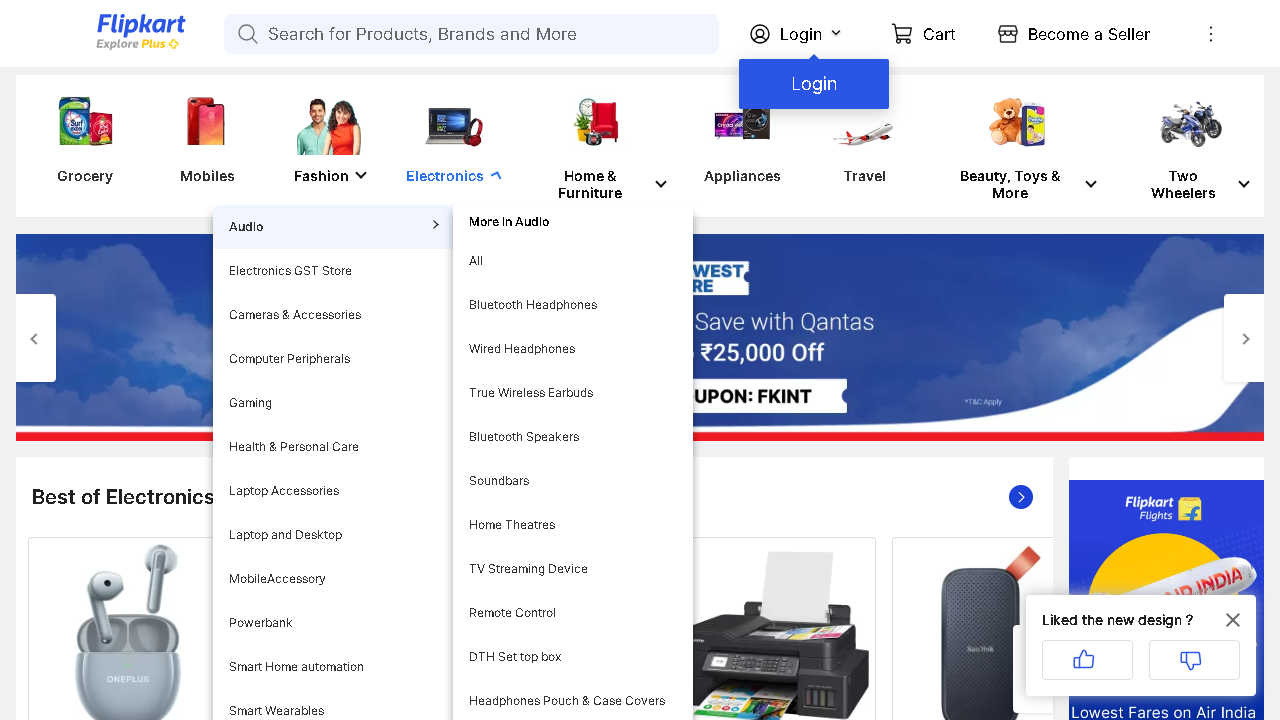 Flipkart
Explore Plus
Search for Products, Brands and More
Login
Cart
Become a Seller
Login
Grocery
Mobiles
Fashion
Electronics
Home &
Furniture
Appliances
Travel
Beauty, Toys &
More
Two
Wheelers
Audio
Electronics GST Store
Cameras & Accessories
Computer Peripherals
Gaming
Health & Personal Care
Laptop Accessories
Laptop and Desktop
MobileAccessory
Powerbank
Smart Home automation
Smart Wearables
More In Audio
All
Bluetooth Headphones
Wired Headphones
True Wireless Earbuds
Bluetooth Speakers
Soundbars
Home Theatres
TV Streaming Device
Remote Control
DTH Set top box
Headphones Pouch & Case Covers
Save with Qantas
₹25,000 Off
UPON: FKINT
*T&C Apply
Best of Electronics
ONEPLUS
SanDisk
Flipkart
Flights
AIR INDIA
Liked the new design ?
Lowest Fares on Air India